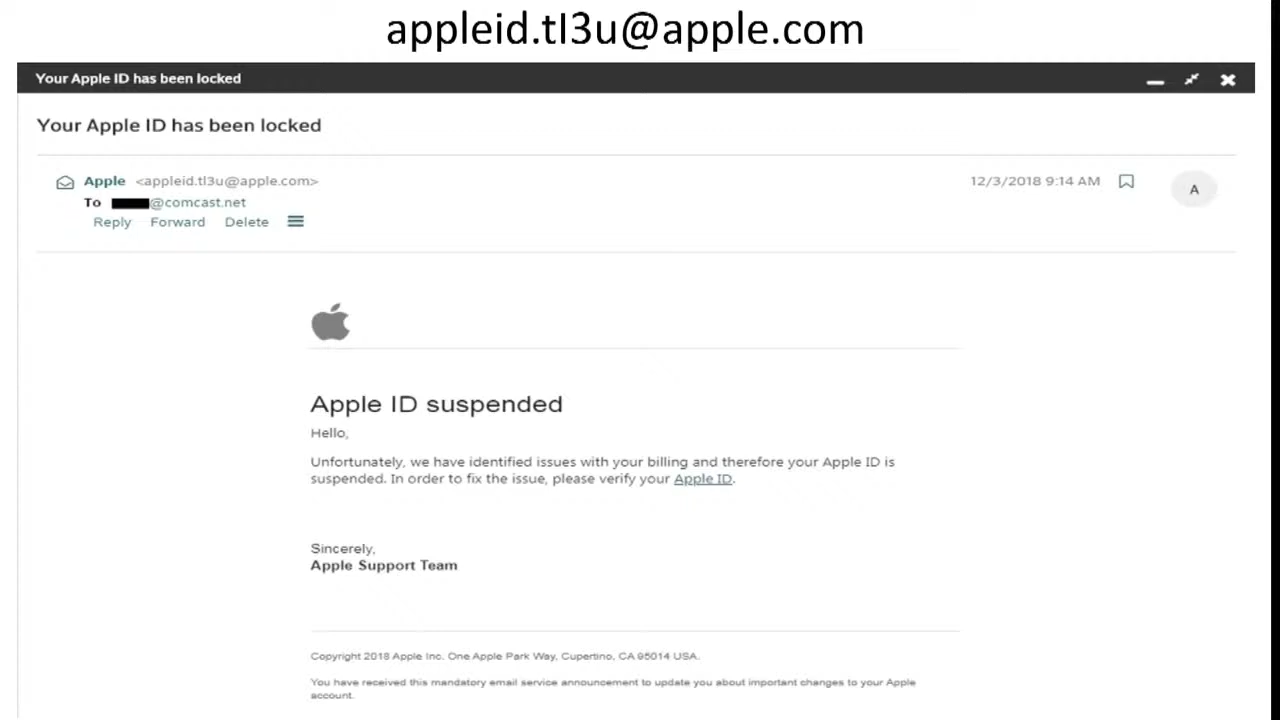 appleid.tl3u@apple.com
Your Apple ID has been locked
Your Apple ID has been locked
Apple <appleid.tl3u@apple.com> 12/3/2018 9:14 AM
A
To @comcast.net
Reply Forward Delete
Apple ID suspended
Hello,
Unfortunately, we have identified issues with your billing and therefore your Apple ID is
suspended. In order to fix the issue, please verify your Apple ID.
Sincerely,
Apple Support Team
Copyright 2018 Apple Inc. One Apple Park Way, Cupertino, CA 95014 USA.
You have received this mandatory email service announcement to update you about important changes to your Apple
account.